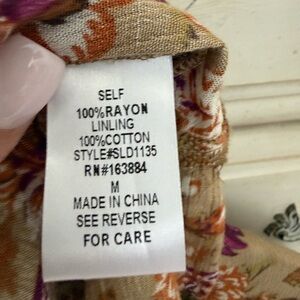 SELF
100%RAYON
LINLING
100%COTTON
STYLE#SLD1135
RN#163884
M
MADE IN CHINA
SEE REVERSE
FOR CARE